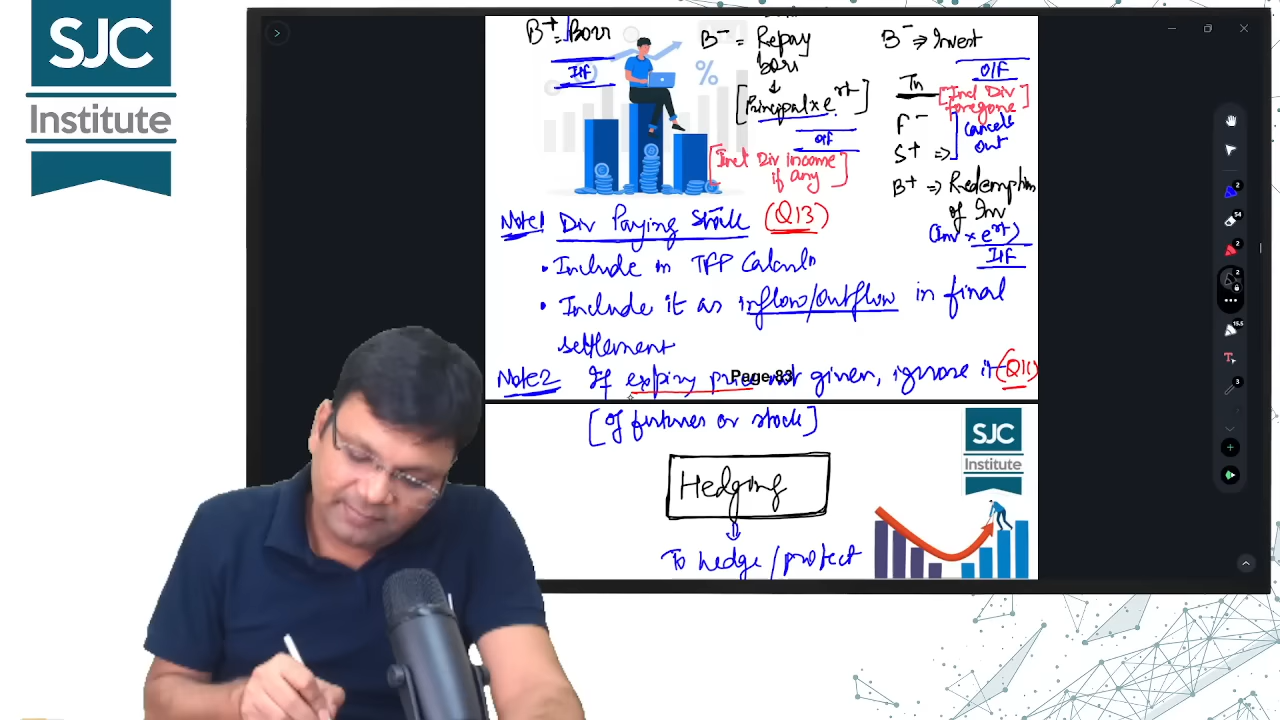 SJC
Institute
B+ = Borr
I/F
B- = Repay
borr
↓
[Principal × e^rt]
O/F
[Incl Div income
if any]
B- ⇒ Invest
O/F
Tn
[Incl Div
foregone]
F-
S+ ⇒
Cancels
out
B+ ⇒ Redemption
of Inv
(Inv × e^rt)
I/F
%
Note1 Div Paying Stock (Q13)
• Include in TFP Calculn
• Include it as inflow/outflow in final
settlement
Note2 If expiry price not given, ignore it (Q11)
Page 83
[of futures or stock]
SJC
Institute
Hedging
↓
To hedge/protect